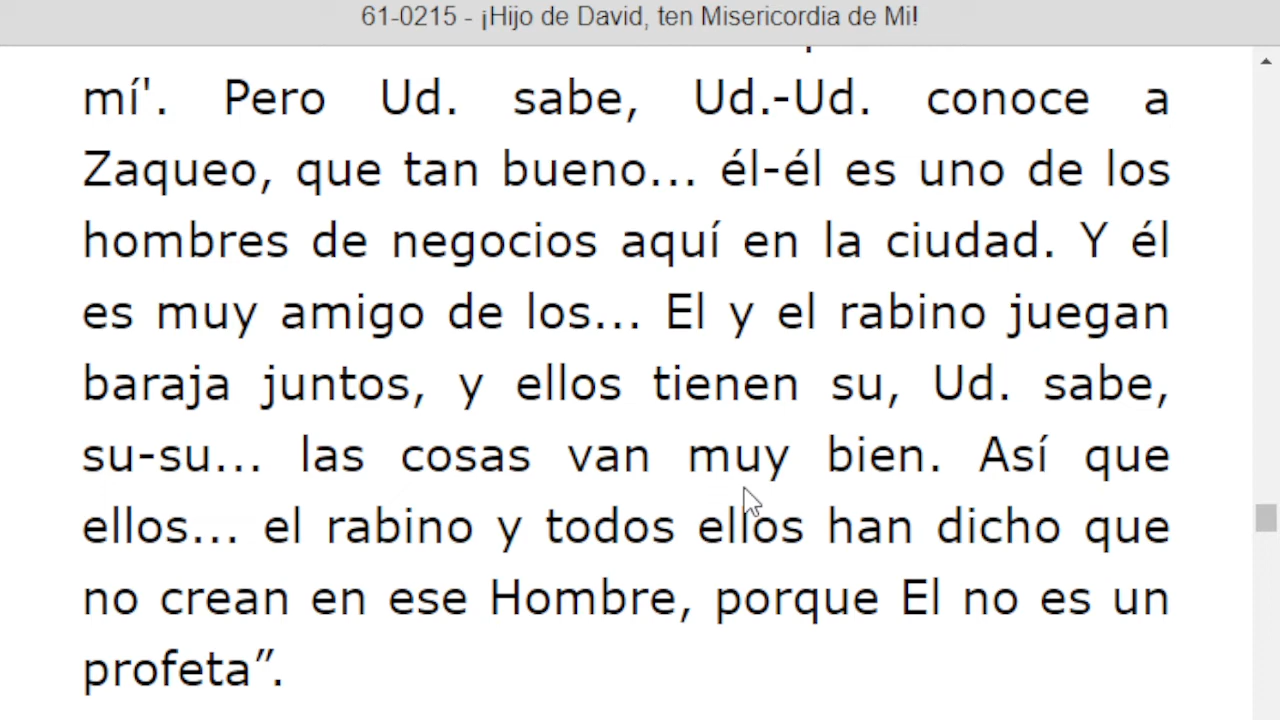 61-0215 - ¡Hijo de David, ten Misericordia de Mi!
mí'. Pero Ud. sabe, Ud.-Ud. conoce a
Zaqueo, que tan bueno... él-él es uno de los
hombres de negocios aquí en la ciudad. Y él
es muy amigo de los... El y el rabino juegan
baraja juntos, y ellos tienen su, Ud. sabe,
su-su... las cosas van muy bien. Así que
ellos... el rabino y todos ellos han dicho que
no crean en ese Hombre, porque El no es un
profeta”.